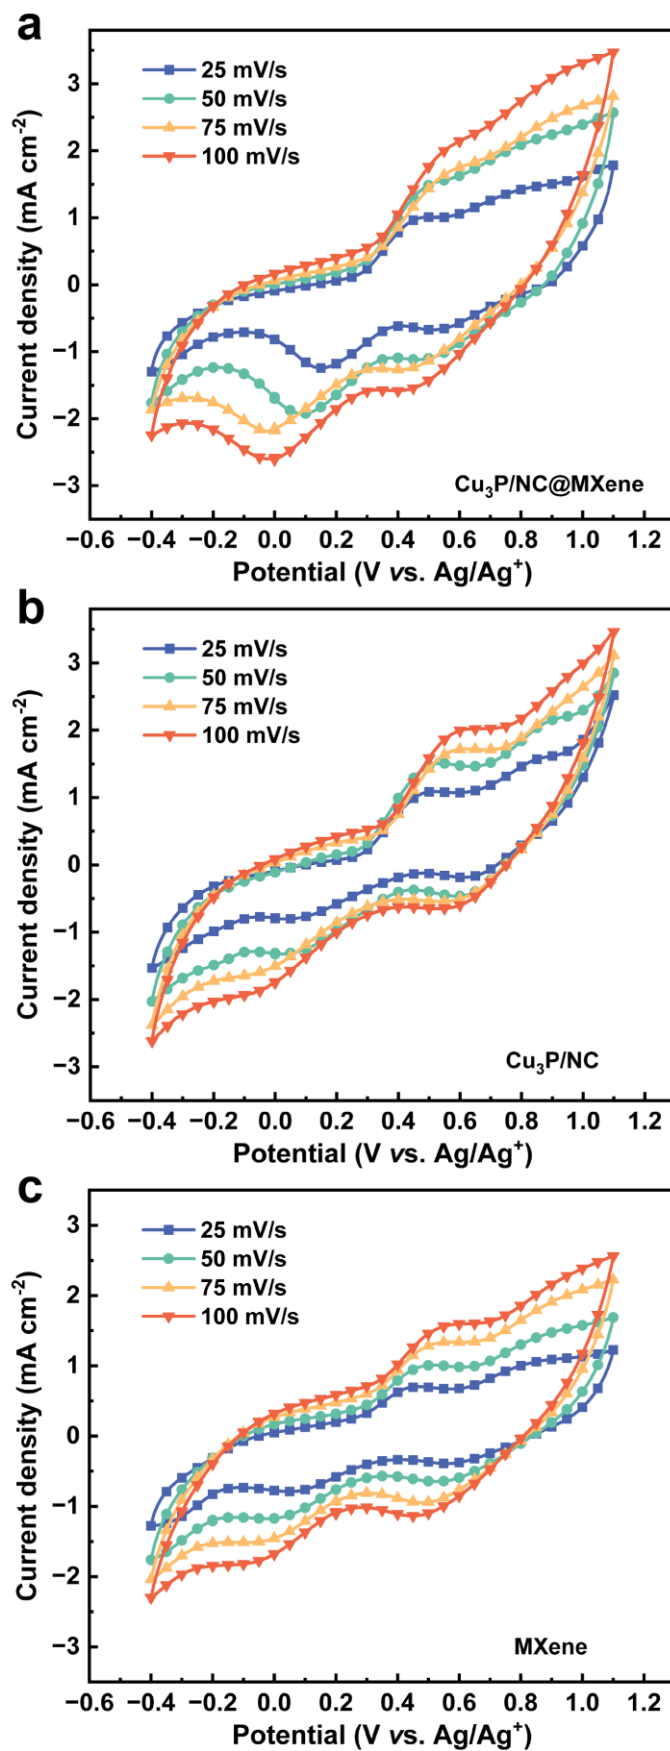 a
Current density (mA cm⁻²)
3
2
1
0
−1
−2
−3
25 mV/s
50 mV/s
75 mV/s
100 mV/s
Cu₃P/NC@MXene
−0.6 −0.4 −0.2 0.0 0.2 0.4 0.6 0.8 1.0
Potential (V vs. Ag/Ag⁺)
b
Current density (mA cm⁻²)
3
2
1
0
−1
−2
−3
25 mV/s
50 mV/s
75 mV/s
100 mV/s
Cu₃P/NC
−0.6 −0.4 −0.2 0.0 0.2 0.4 0.6 0.8 1.0
Potential (V vs. Ag/Ag⁺)
c
Current density (mA cm⁻²)
3
2
1
0
−1
−2
−3
25 mV/s
50 mV/s
75 mV/s
100 mV/s
MXene
−0.6 −0.4 −0.2 0.0 0.2 0.4 0.6 0.8 1.0
Potential (V vs. Ag/Ag⁺)